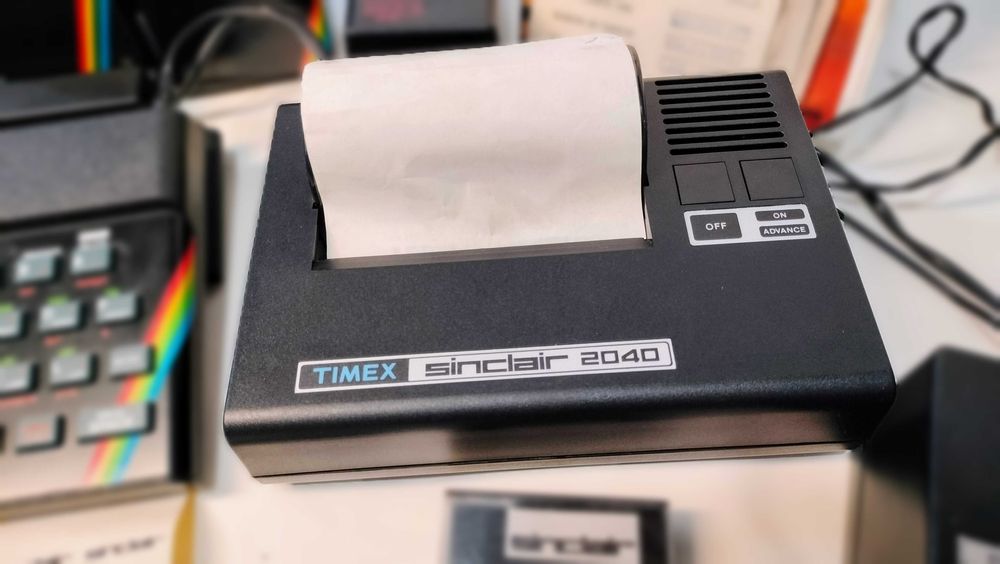 OFF
ON
ADVANCE
TIMEX sinclair 2040
sinclair